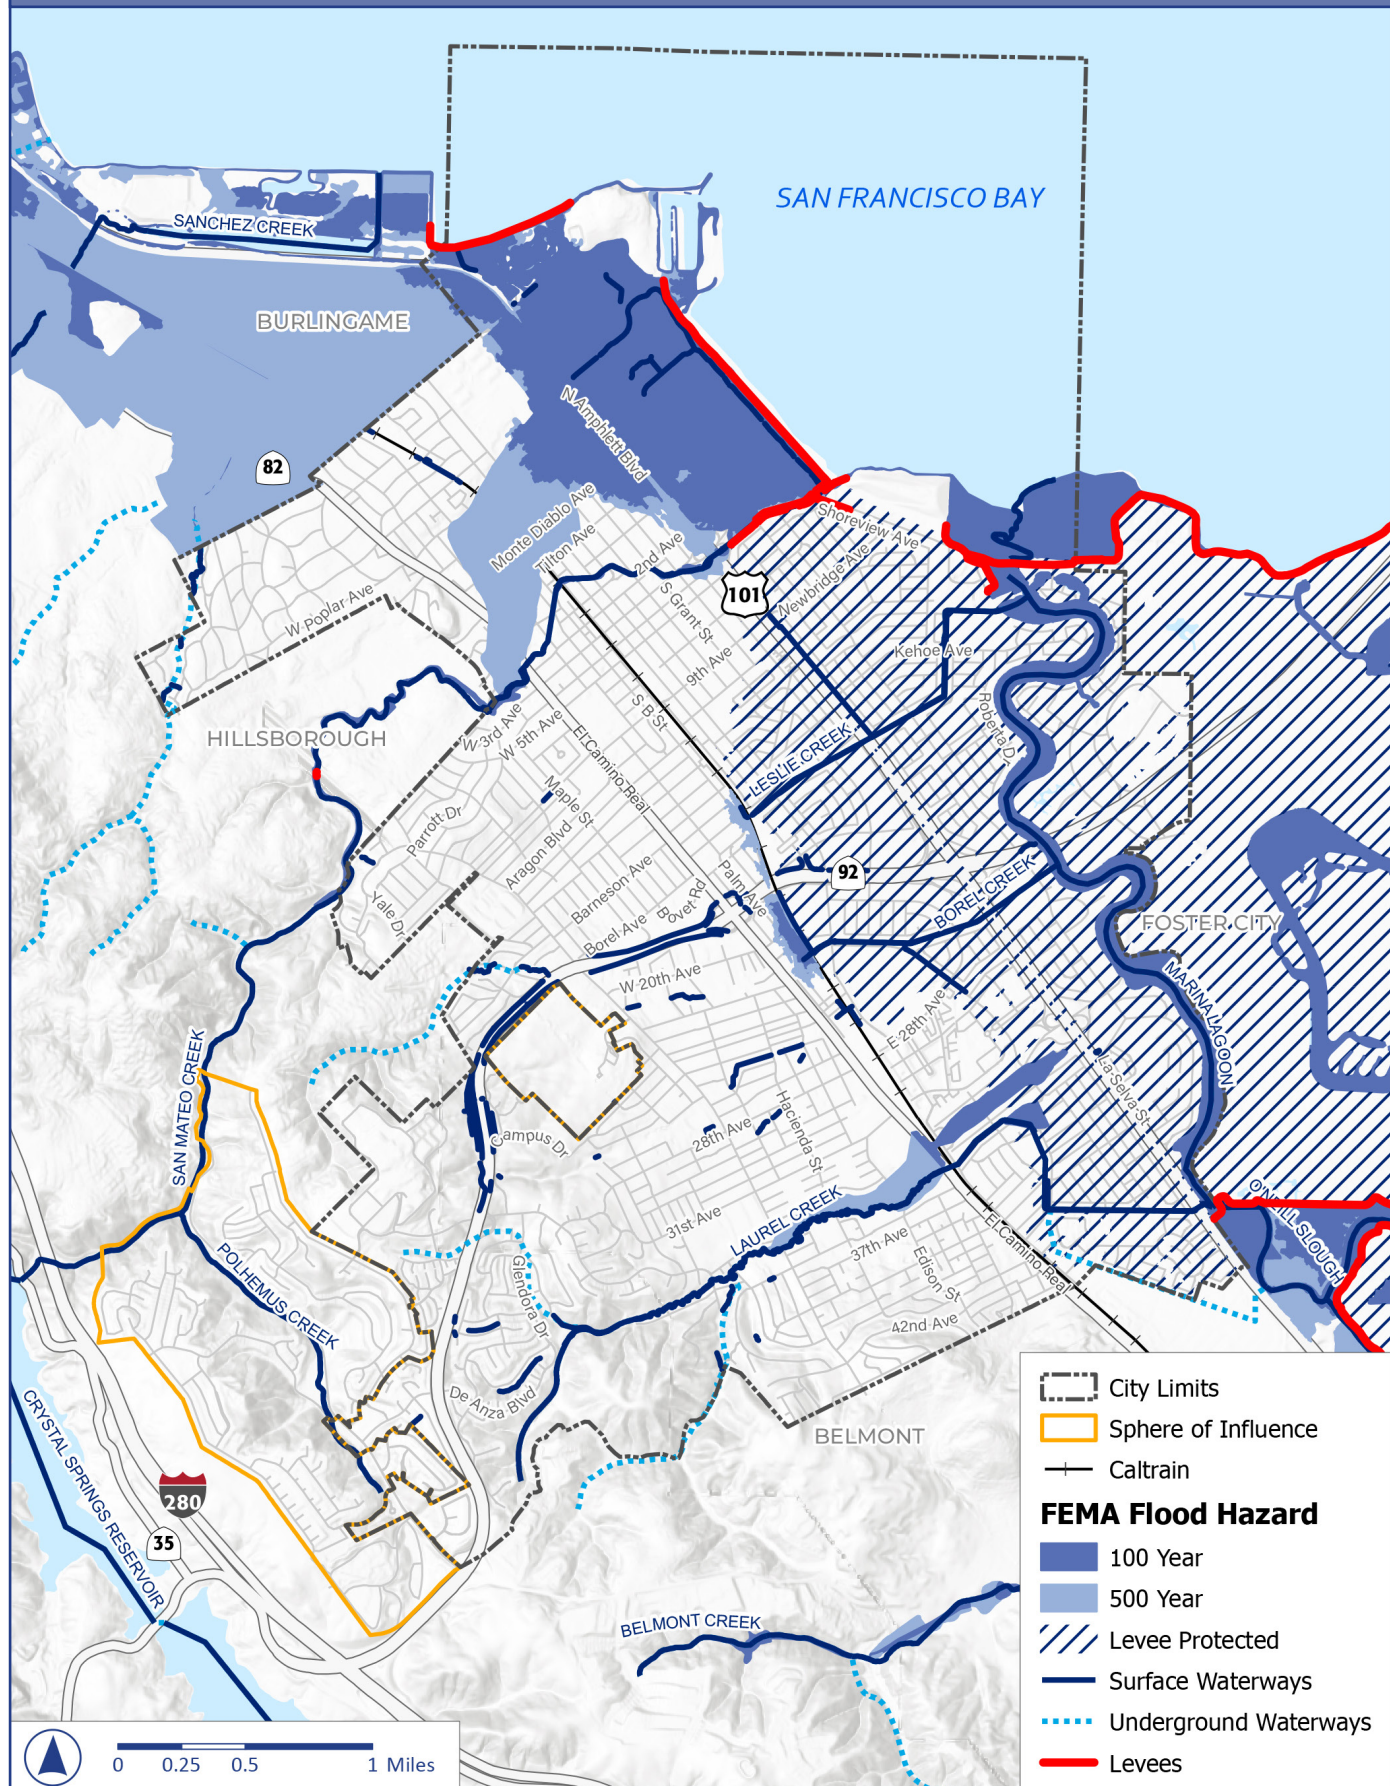 SAN FRANCISCO BAY
SANCHEZ CREEK
BURLINGAME
N Amphlett Blvd
82
Monte Diablo Ave
Tilton Ave
2nd Ave
Shoreview Ave
101
Newbridge Ave
W Poplar Ave
S Grant St
9th Ave
Kehoe Ave
Roberta Dr
S B St
HILLSBOROUGH
W 3rd Ave
W 5th Ave
El Camino Real
LESLIE CREEK
Maple St
Parrott Dr
Aragon Blvd
Barneson Ave
Palm Ave
92
Yale Dr
Bovet Rd
Borel Ave
BOREL CREEK
FOSTER CITY
W 20th Ave
MARINA LAGOON
E 28th Ave
SAN MATEO CREEK
La Selva St
Campus Dr
28th Ave
Hacienda St
31st Ave
LAUREL CREEK
37th Ave
Edison St
El Camino Real
O'NEILL SLOUGH
POLHEMUS CREEK
Glendora Dr
42nd Ave
De Anza Blvd
BELMONT
CRYSTAL SPRINGS RESERVOIR
280
35
BELMONT CREEK
City Limits
Sphere of Influence
Caltrain
FEMA Flood Hazard
100 Year
500 Year
Levee Protected
Surface Waterways
Underground Waterways
Levees
0 0.25 0.5 1 Miles